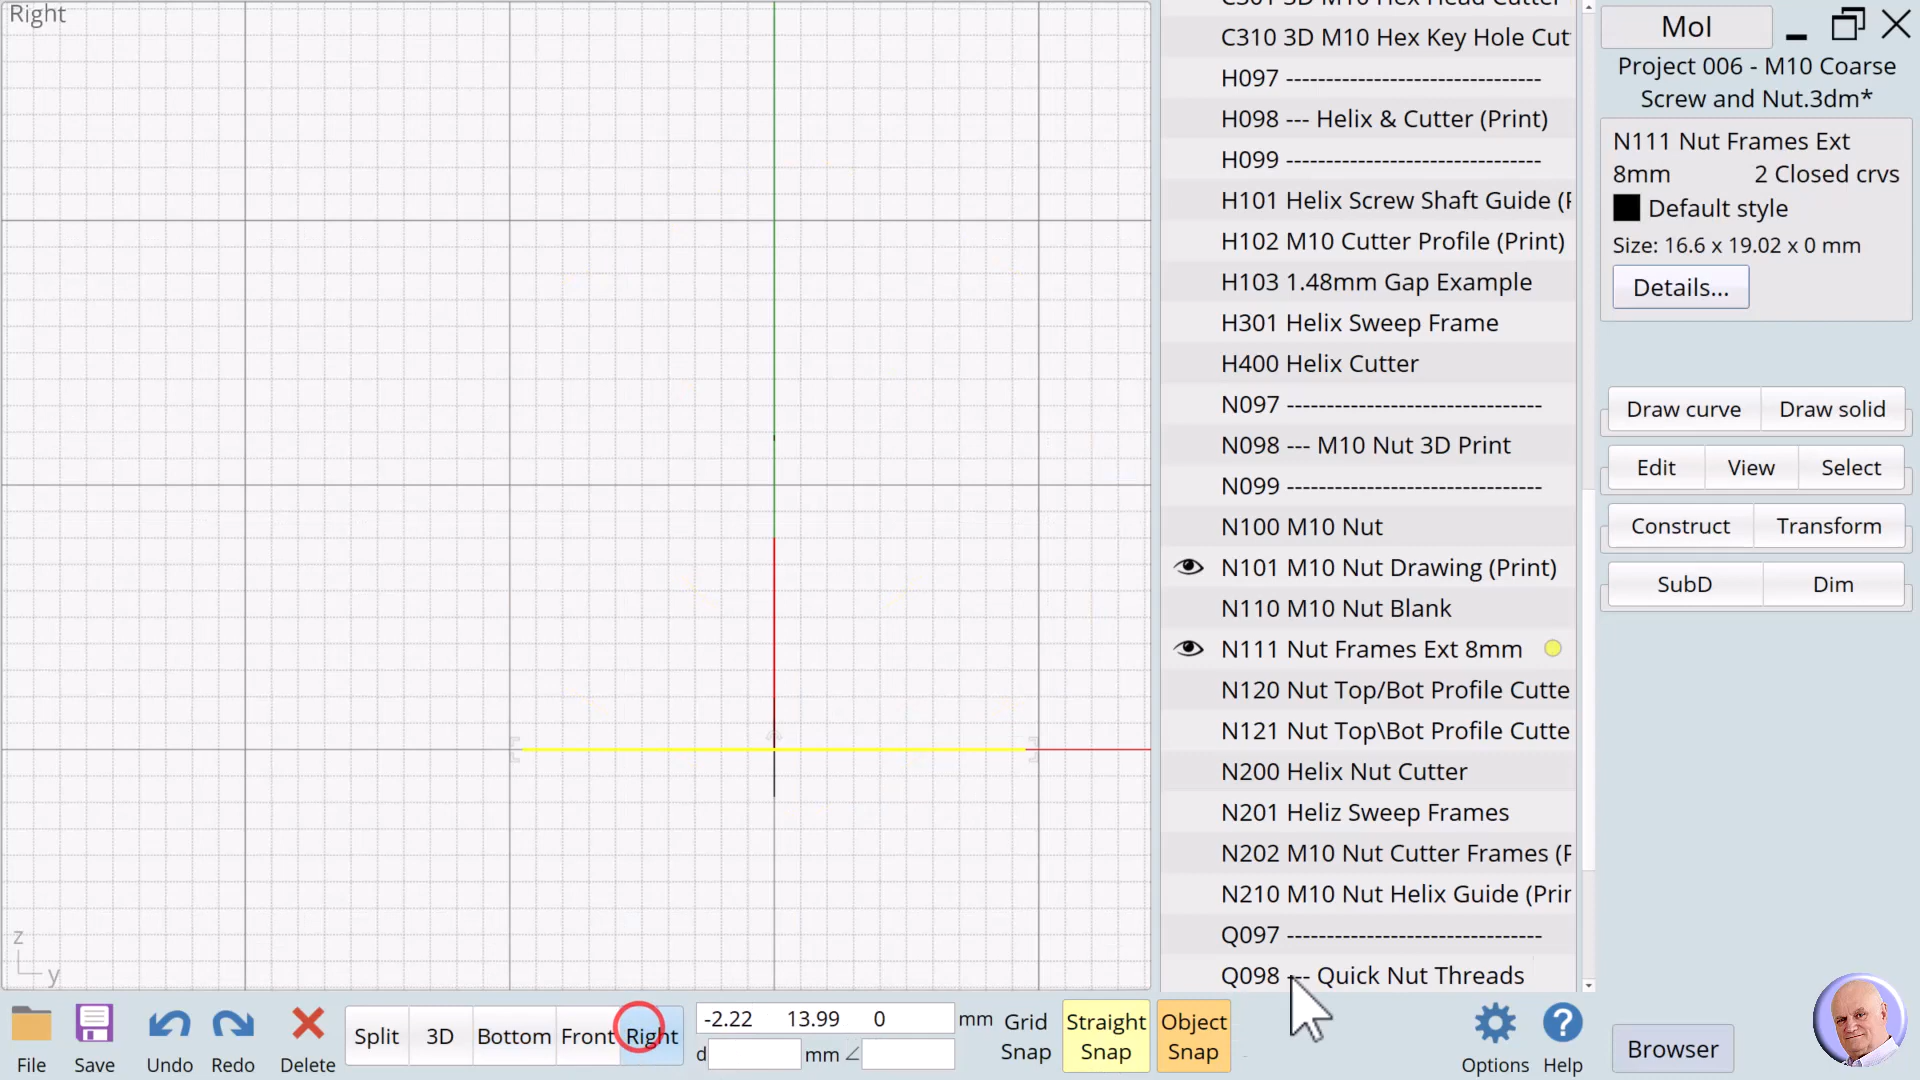 Right
C310 3D M10 Hex Key Hole Cut
H097 -------------------------------
H098 --- Helix & Cutter (Print)
H099 -------------------------------
H101 Helix Screw Shaft Guide (P
H102 M10 Cutter Profile (Print)
H103 1.48mm Gap Example
H301 Helix Sweep Frame
H400 Helix Cutter
N097 -------------------------------
N098 --- M10 Nut 3D Print
N099 -------------------------------
N100 M10 Nut
N101 M10 Nut Drawing (Print)
N110 M10 Nut Blank
N111 Nut Frames Ext 8mm
N120 Nut Top/Bot Profile Cutte
N121 Nut Top\Bot Profile Cutte
N200 Helix Nut Cutter
N201 Heliz Sweep Frames
N202 M10 Nut Cutter Frames (P
N210 M10 Nut Helix Guide (Prin
Q097 -------------------------------
Q098 --- Quick Nut Threads
MoI
Project 006 - M10 Coarse
Screw and Nut.3dm*
N111 Nut Frames Ext
8mm 2 Closed crvs
Default style
Size: 16.6 x 19.02 x 0 mm
Details...
Draw curve Draw solid
Edit View Select
Construct Transform
SubD Dim
z
y
File Save Undo Redo Delete
Split 3D Bottom Front Right
-2.22 13.99 0 mm
d mm ∠
Grid
Snap
Straight
Snap
Object
Snap
Options Help
Browser